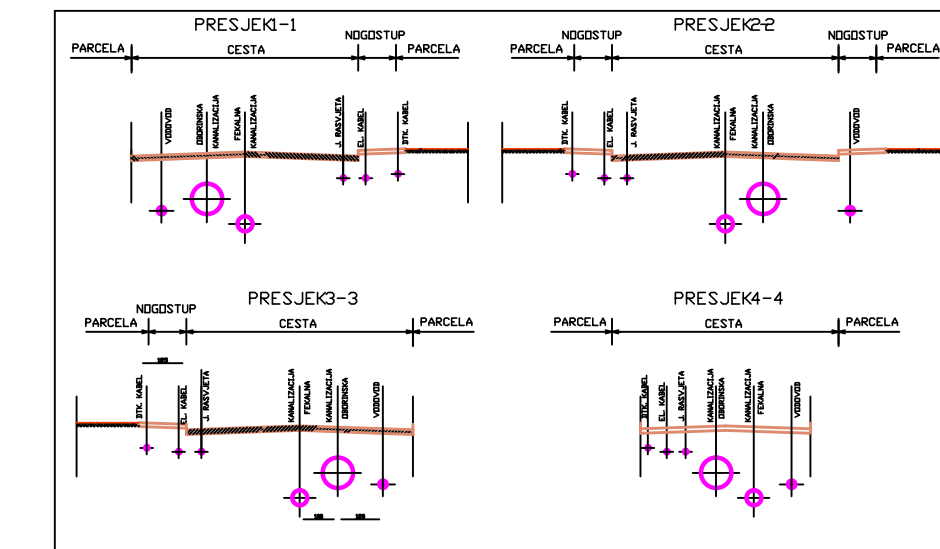 PRESJEK1-1
PARCELA
CESTA
NOGOSTUP
PARCELA
VODOVOD
OBORINSKA
KANALIZACIJA
FEKALNA
KANALIZACIJA
J. RASVJETA
EL. KABEL
DTK. KABEL
PRESJEK2-2
PARCELA
NOGOSTUP
CESTA
NOGOSTUP
PARCELA
DTK. KABEL
EL. KABEL
J. RASVJETA
KANALIZACIJA
FEKALNA
KANALIZACIJA
OBORINSKA
VODOVOD
PRESJEK3-3
PARCELA
NOGOSTUP
CESTA
PARCELA
DTK. KABEL
EL. KABEL
J. RASVJETA
KANALIZACIJA
FEKALNA
KANALIZACIJA
OBORINSKA
VODOVOD
PRESJEK4-4
PARCELA
CESTA
PARCELA
DTK. KABEL
EL. KABEL
J. RASVJETA
KANALIZACIJA
OBORINSKA
KANALIZACIJA
FEKALNA
VODOVOD